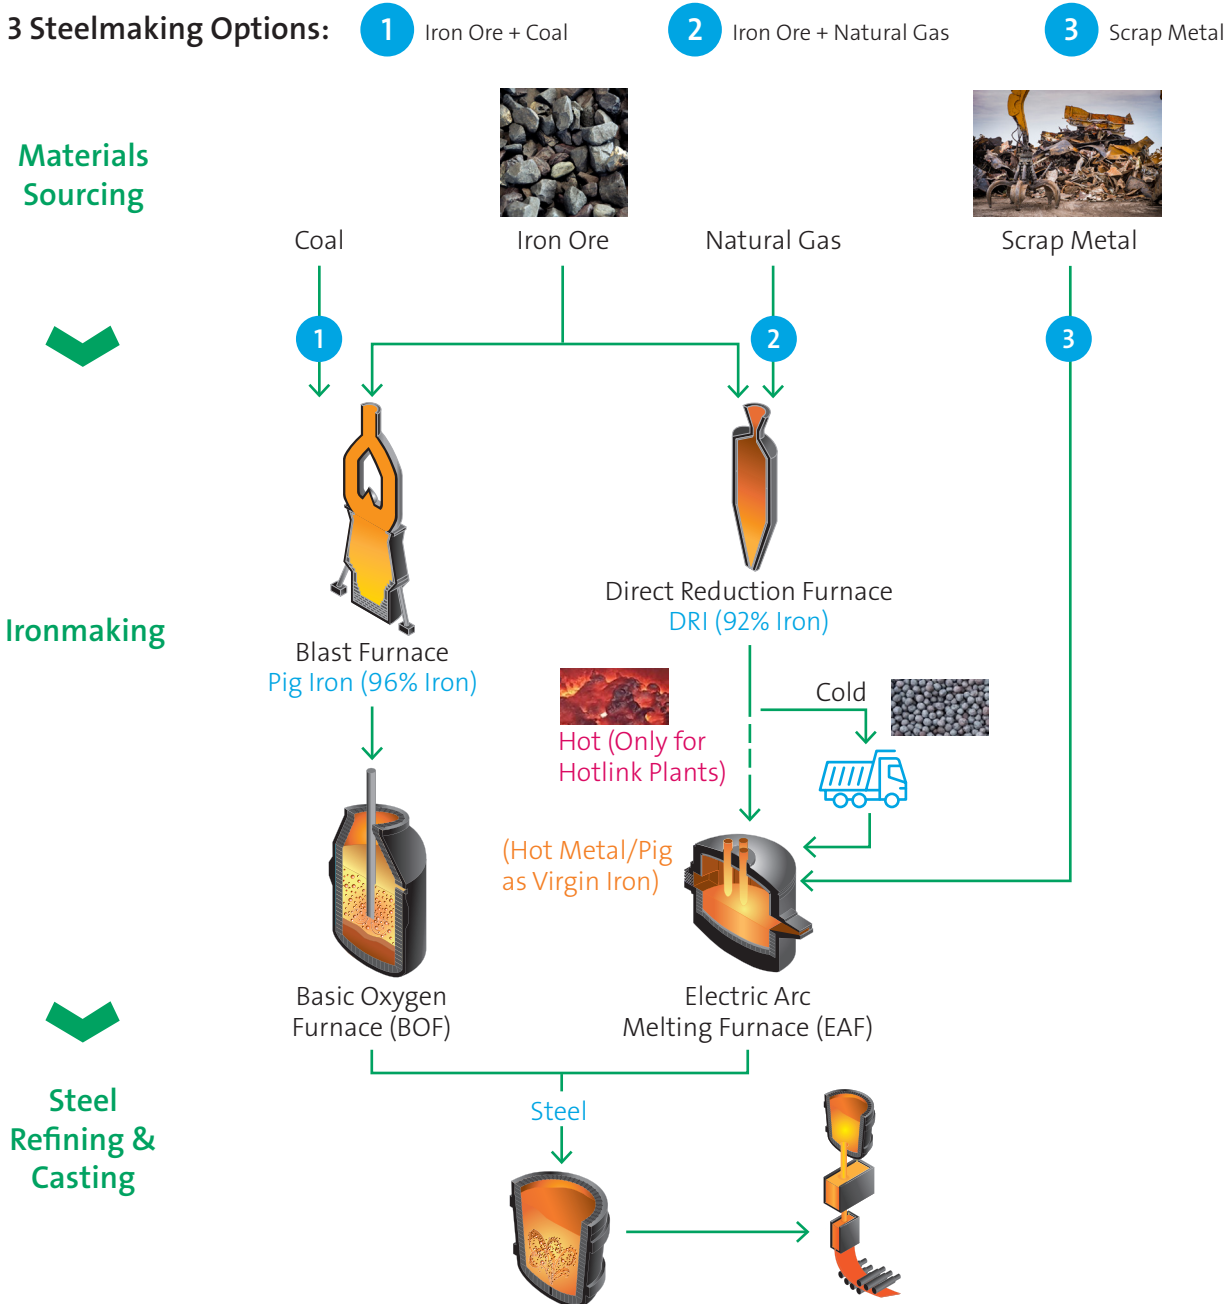 3 Steelmaking Options:
1 Iron Ore + Coal
2 Iron Ore + Natural Gas
3 Scrap Metal
Materials
Sourcing
Coal
Iron Ore
Natural Gas
Scrap Metal
1
2
3
Direct Reduction Furnace
DRI (92% Iron)
Ironmaking
Blast Furnace
Pig Iron (96% Iron)
Cold
Hot (Only for
Hotlink Plants)
(Hot Metal/Pig
as Virgin Iron)
Basic Oxygen
Furnace (BOF)
Electric Arc
Melting Furnace (EAF)
Steel
Refining &
Casting
Steel